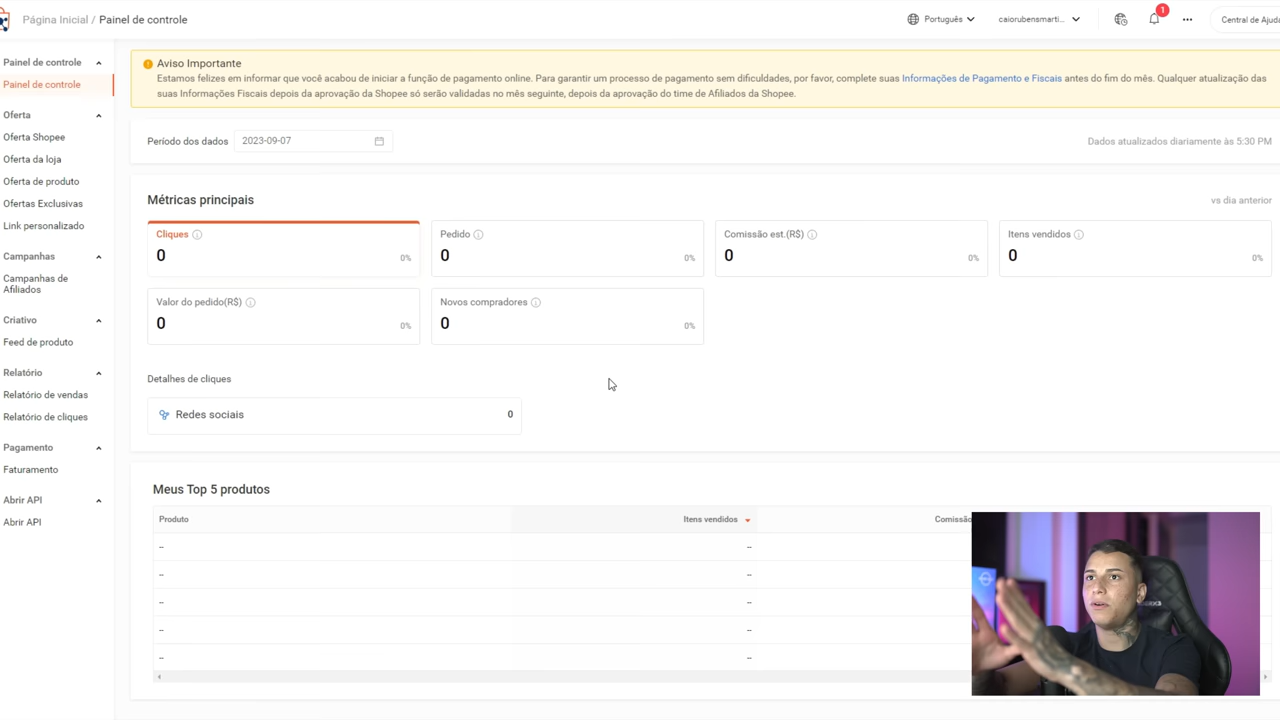 Página Inicial / Painel de controle
Português
caiorubensmarti...
1
Central de Ajuda
Painel de controle
Painel de controle
Oferta
Oferta Shopee
Oferta da loja
Oferta de produto
Ofertas Exclusivas
Link personalizado
Campanhas
Campanhas de
Afiliados
Criativo
Feed de produto
Relatório
Relatório de vendas
Relatório de cliques
Pagamento
Faturamento
Abrir API
Abrir API
Aviso Importante
Estamos felizes em informar que você acabou de iniciar a função de pagamento online. Para garantir um processo de pagamento sem dificuldades, por favor, complete suas Informações de Pagamento e Fiscais antes do fim do mês. Qualquer atualização das
suas Informações Fiscais depois da aprovação da Shopee só serão validadas no mês seguinte, depois da aprovação do time de Afiliados da Shopee.
Período dos dados 2023-09-07
Dados atualizados diariamente às 5:30 PM
Métricas principais
vs dia anterior
Cliques
0
0%
Pedido
0
0%
Comissão est.(R$)
0
0%
Itens vendidos
0
0%
Valor do pedido(R$)
0
0%
Novos compradores
0
0%
Detalhes de cliques
Redes sociais 0
Meus Top 5 produtos
Produto Itens vendidos Comissão
-- --
-- --
-- --
-- --
-- --